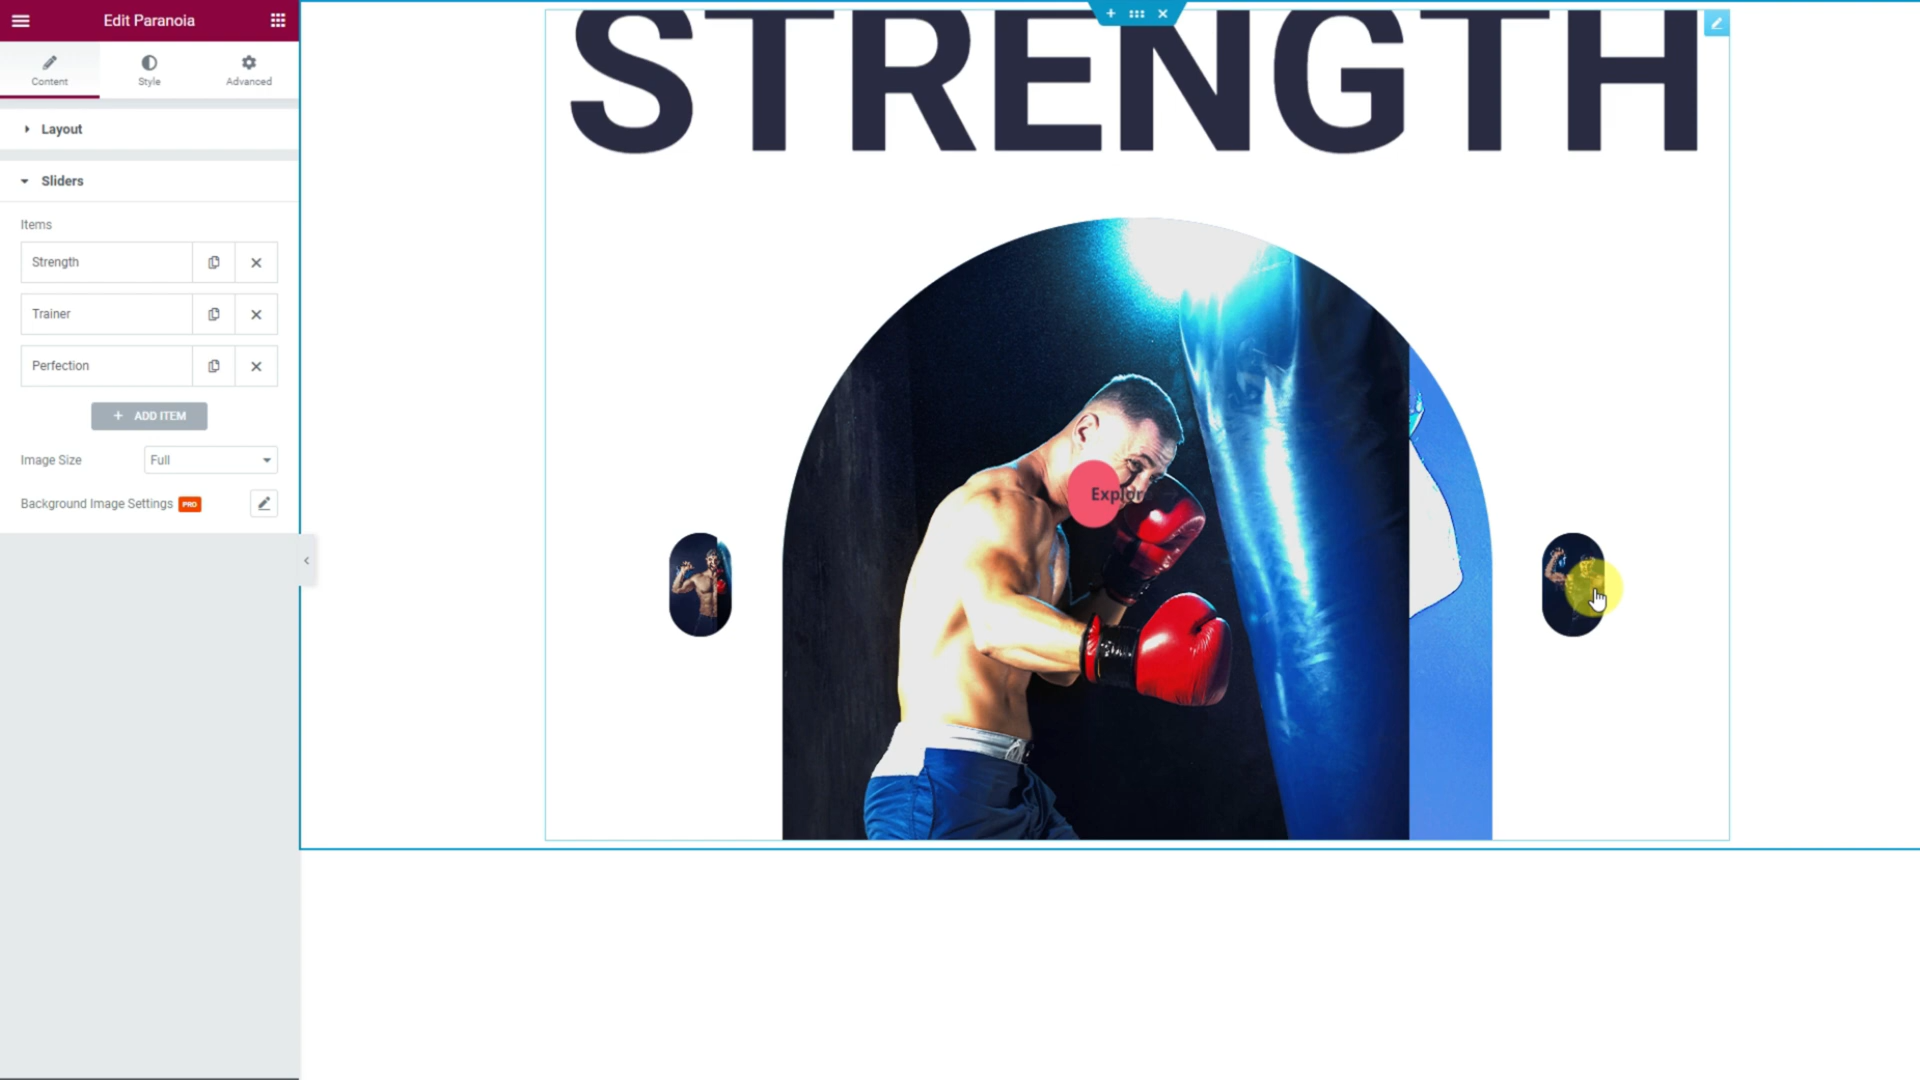 Edit Paranoia
Content
Style
Advanced
Layout
Sliders
Items
Strength
Trainer
Perfection
+ ADD ITEM
Image Size
Full
Background Image Settings PRO
STRENGTH
Explore